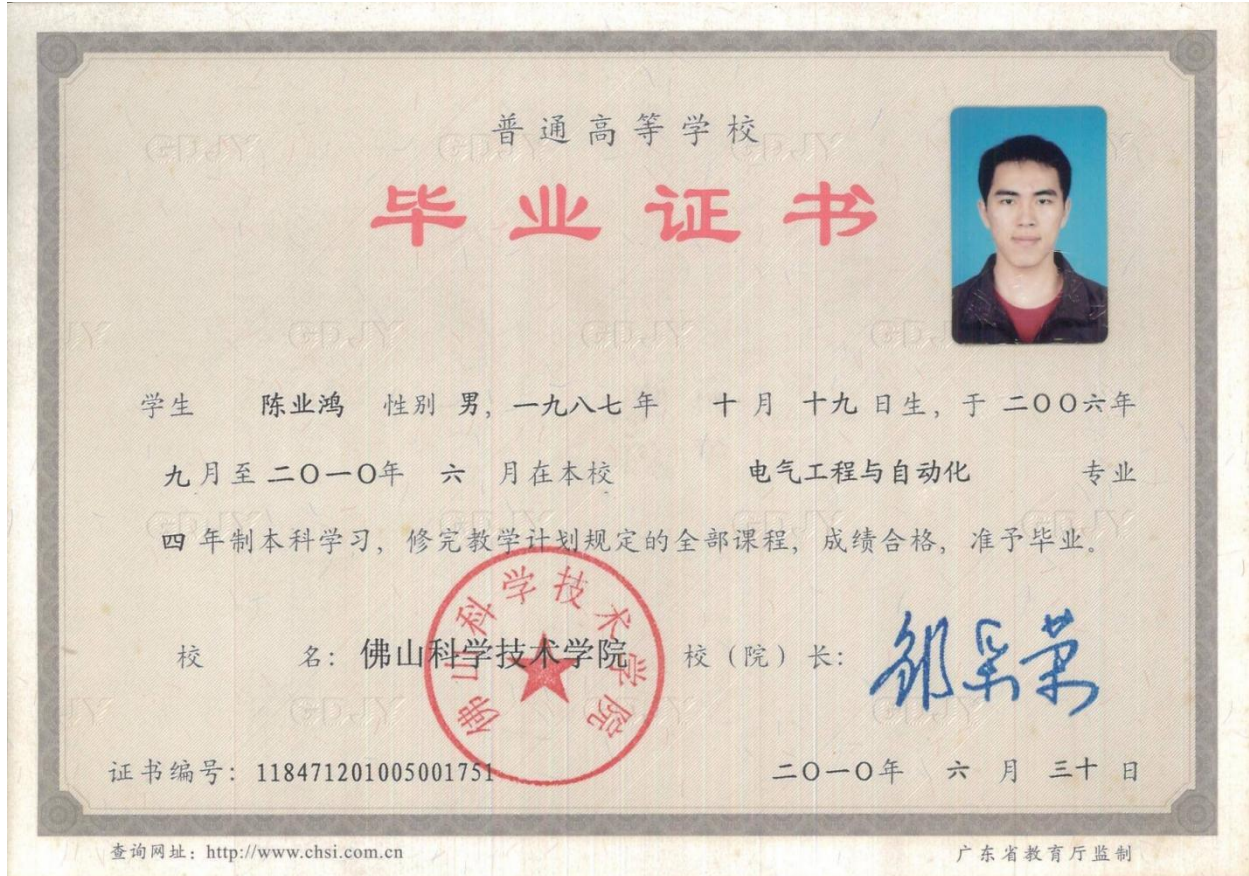 普通高等学校
毕业证书
学生 陈业鸿 性别 男, 一九八七年 十月十九日生, 于二〇〇六年
九月至二〇一〇年 六 月在本校 电气工程与自动化 专业
四 年制本科学习, 修完教学计划规定的全部课程, 成绩合格, 准予毕业。
校 名: 佛山科学技术学院 校(院)长:
佛山科学技术学院
证书编号: 118471201005001751 二〇一〇年 六 月 三十 日
查询网址: http://www.chsi.com.cn 广东省教育厅监制
GDJY